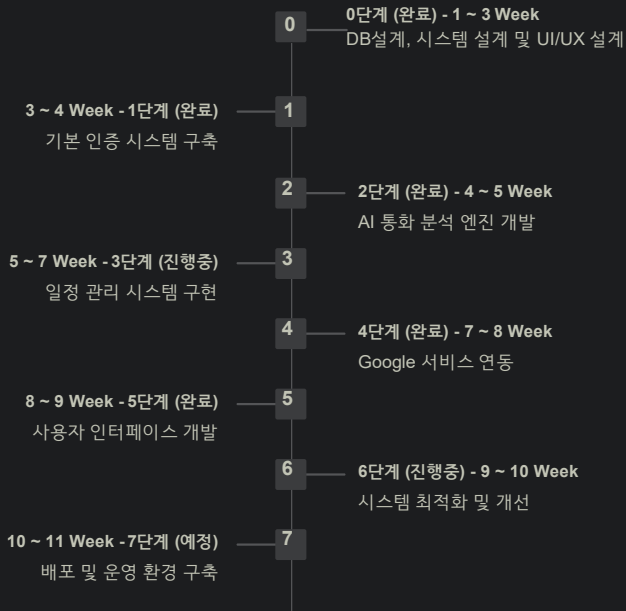 0
0단계 (완료) - 1 ~ 3 Week
DB설계, 시스템 설계 및 UI/UX 설계
3 ~ 4 Week - 1단계 (완료)
기본 인증 시스템 구축
1
2
2단계 (완료) - 4 ~ 5 Week
AI 통화 분석 엔진 개발
5 ~ 7 Week - 3단계 (진행중)
일정 관리 시스템 구현
3
4
4단계 (완료) - 7 ~ 8 Week
Google 서비스 연동
8 ~ 9 Week - 5단계 (완료)
사용자 인터페이스 개발
5
6
6단계 (진행중) - 9 ~ 10 Week
시스템 최적화 및 개선
10 ~ 11 Week - 7단계 (예정)
배포 및 운영 환경 구축
7